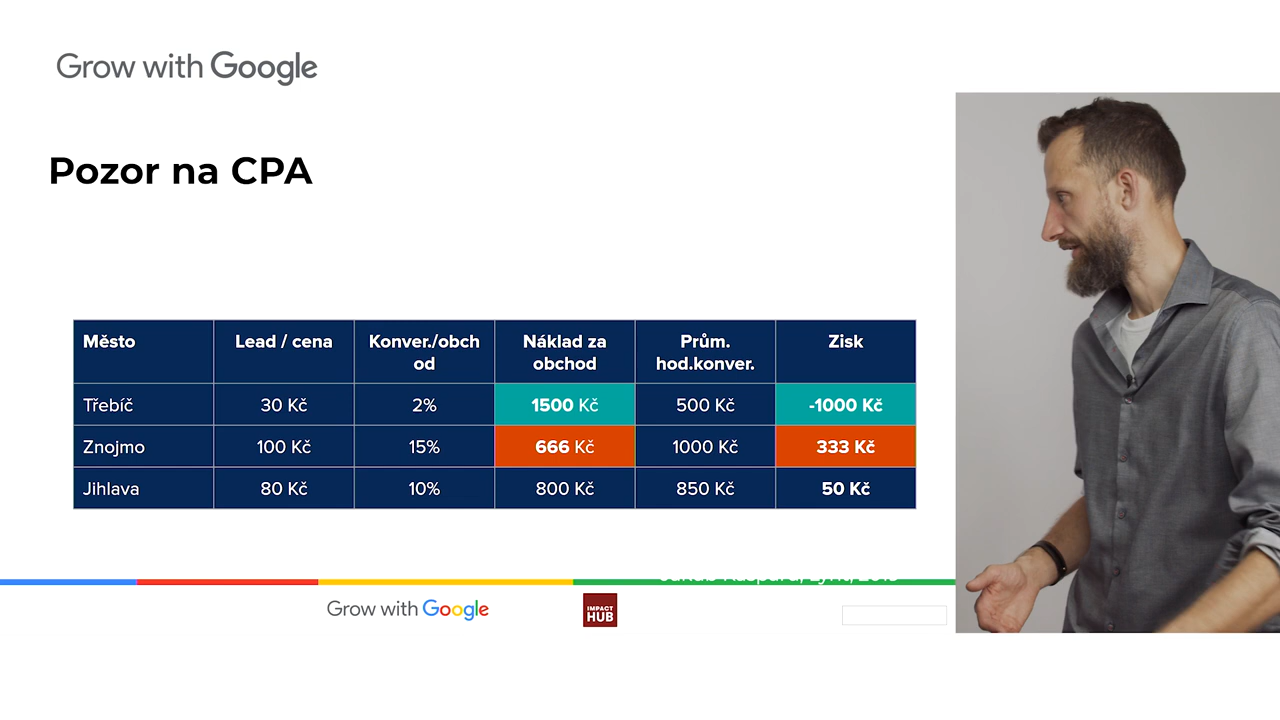 Grow with Google
Pozor na CPA
Město Lead / cena Konver./obch od Náklad za obchod Prům. hod.konver. Zisk
Třebíč 30 Kč 2% 1500 Kč 500 Kč -1000 Kč
Znojmo 100 Kč 15% 666 Kč 1000 Kč 333 Kč
Jihlava 80 Kč 10% 800 Kč 850 Kč 50 Kč
Grow with Google
IMPACT
HUB